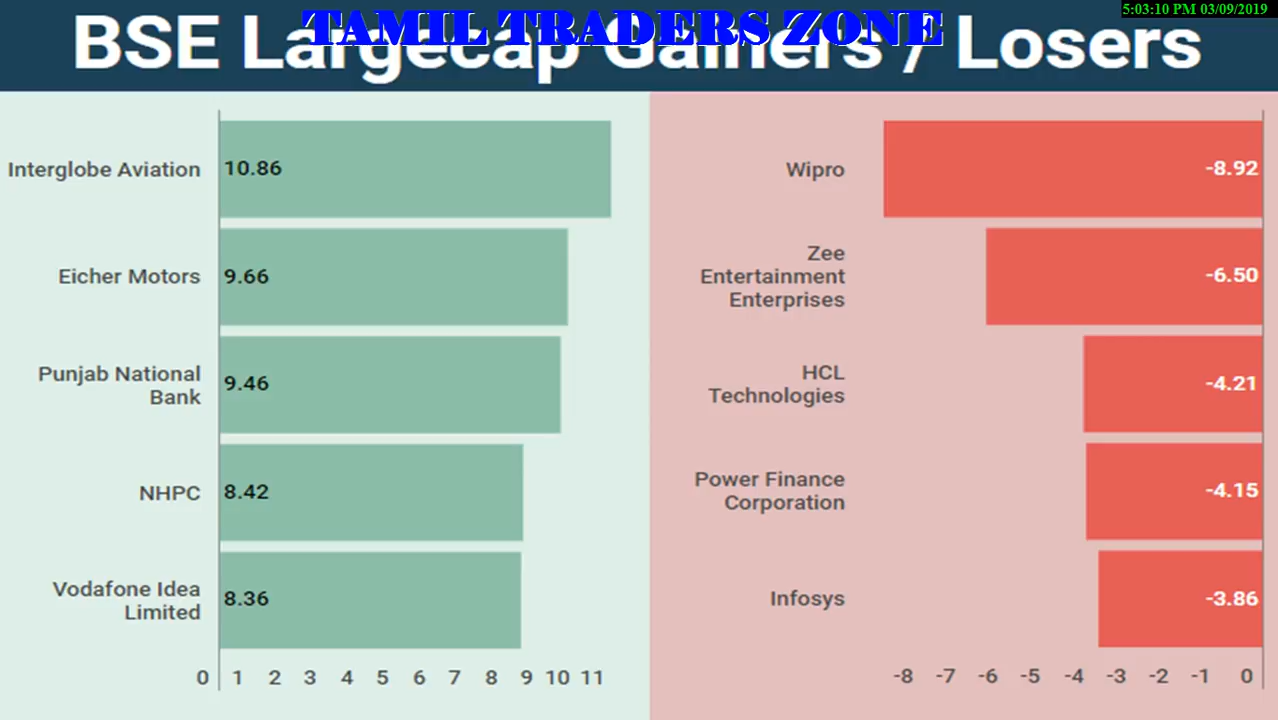 5:03:10 PM 03/09/2019
TAMIL TRADERS ZONE
BSE Largecap Gainers / Losers
Interglobe Aviation 10.86
Eicher Motors 9.66
Punjab National
Bank
9.46
NHPC 8.42
Vodafone Idea
Limited
8.36
0 1 2 3 4 5 6 7 8 9 10 11
Wipro -8.92
Zee
Entertainment
Enterprises
-6.50
HCL
Technologies
-4.21
Power Finance
Corporation
-4.15
Infosys -3.86
-8 -7 -6 -5 -4 -3 -2 -1 0